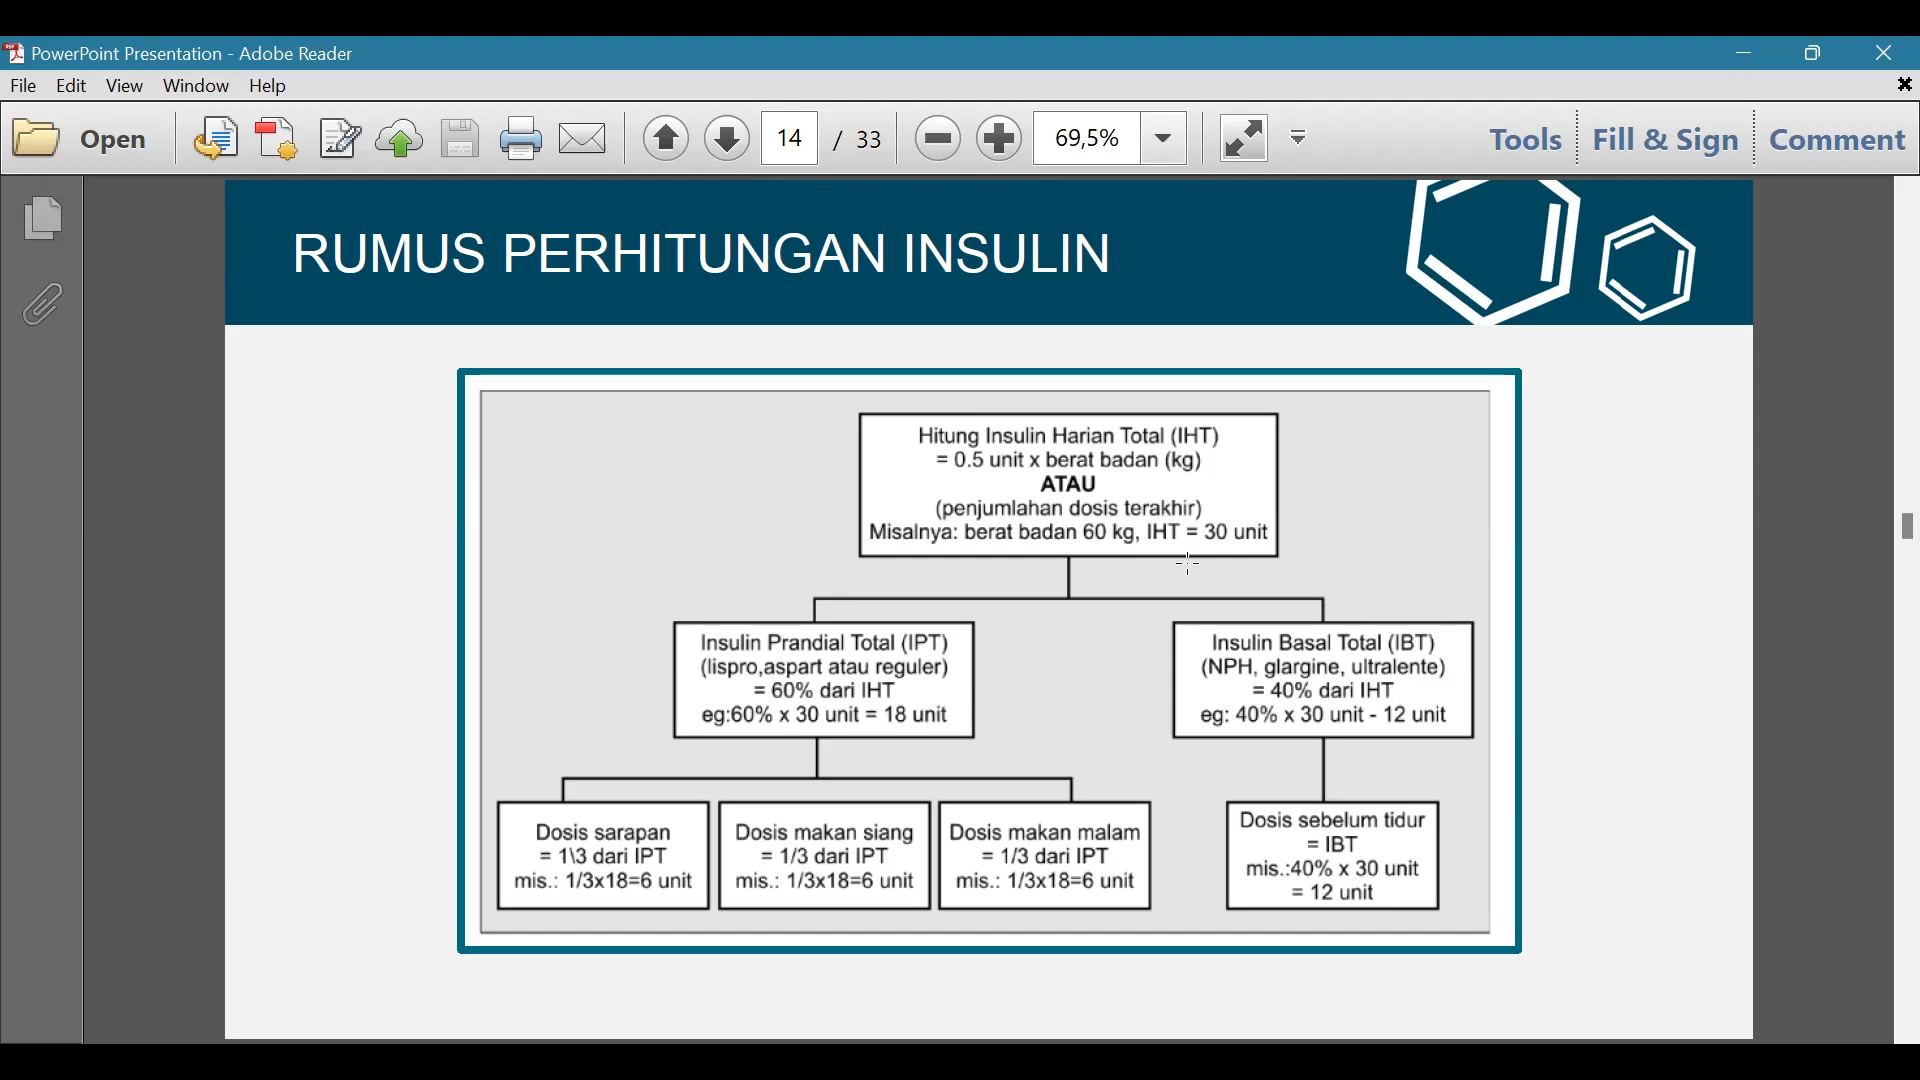 PowerPoint Presentation - Adobe Reader
File Edit View Window Help
Open 14 / 33 69,5% Tools Fill & Sign Comment
RUMUS PERHITUNGAN INSULIN
Hitung Insulin Harian Total (IHT)
= 0.5 unit x berat badan (kg)
ATAU
(penjumlahan dosis terakhir)
Misalnya: berat badan 60 kg, IHT = 30 unit
Insulin Prandial Total (IPT)
(lispro,aspart atau reguler)
= 60% dari IHT
eg:60% x 30 unit = 18 unit
Insulin Basal Total (IBT)
(NPH, glargine, ultralente)
= 40% dari IHT
eg: 40% x 30 unit - 12 unit
Dosis sarapan
= 1\3 dari IPT
mis.: 1/3x18=6 unit
Dosis makan siang
= 1/3 dari IPT
mis.: 1/3x18=6 unit
Dosis makan malam
= 1/3 dari IPT
mis.: 1/3x18=6 unit
Dosis sebelum tidur
= IBT
mis.:40% x 30 unit
= 12 unit